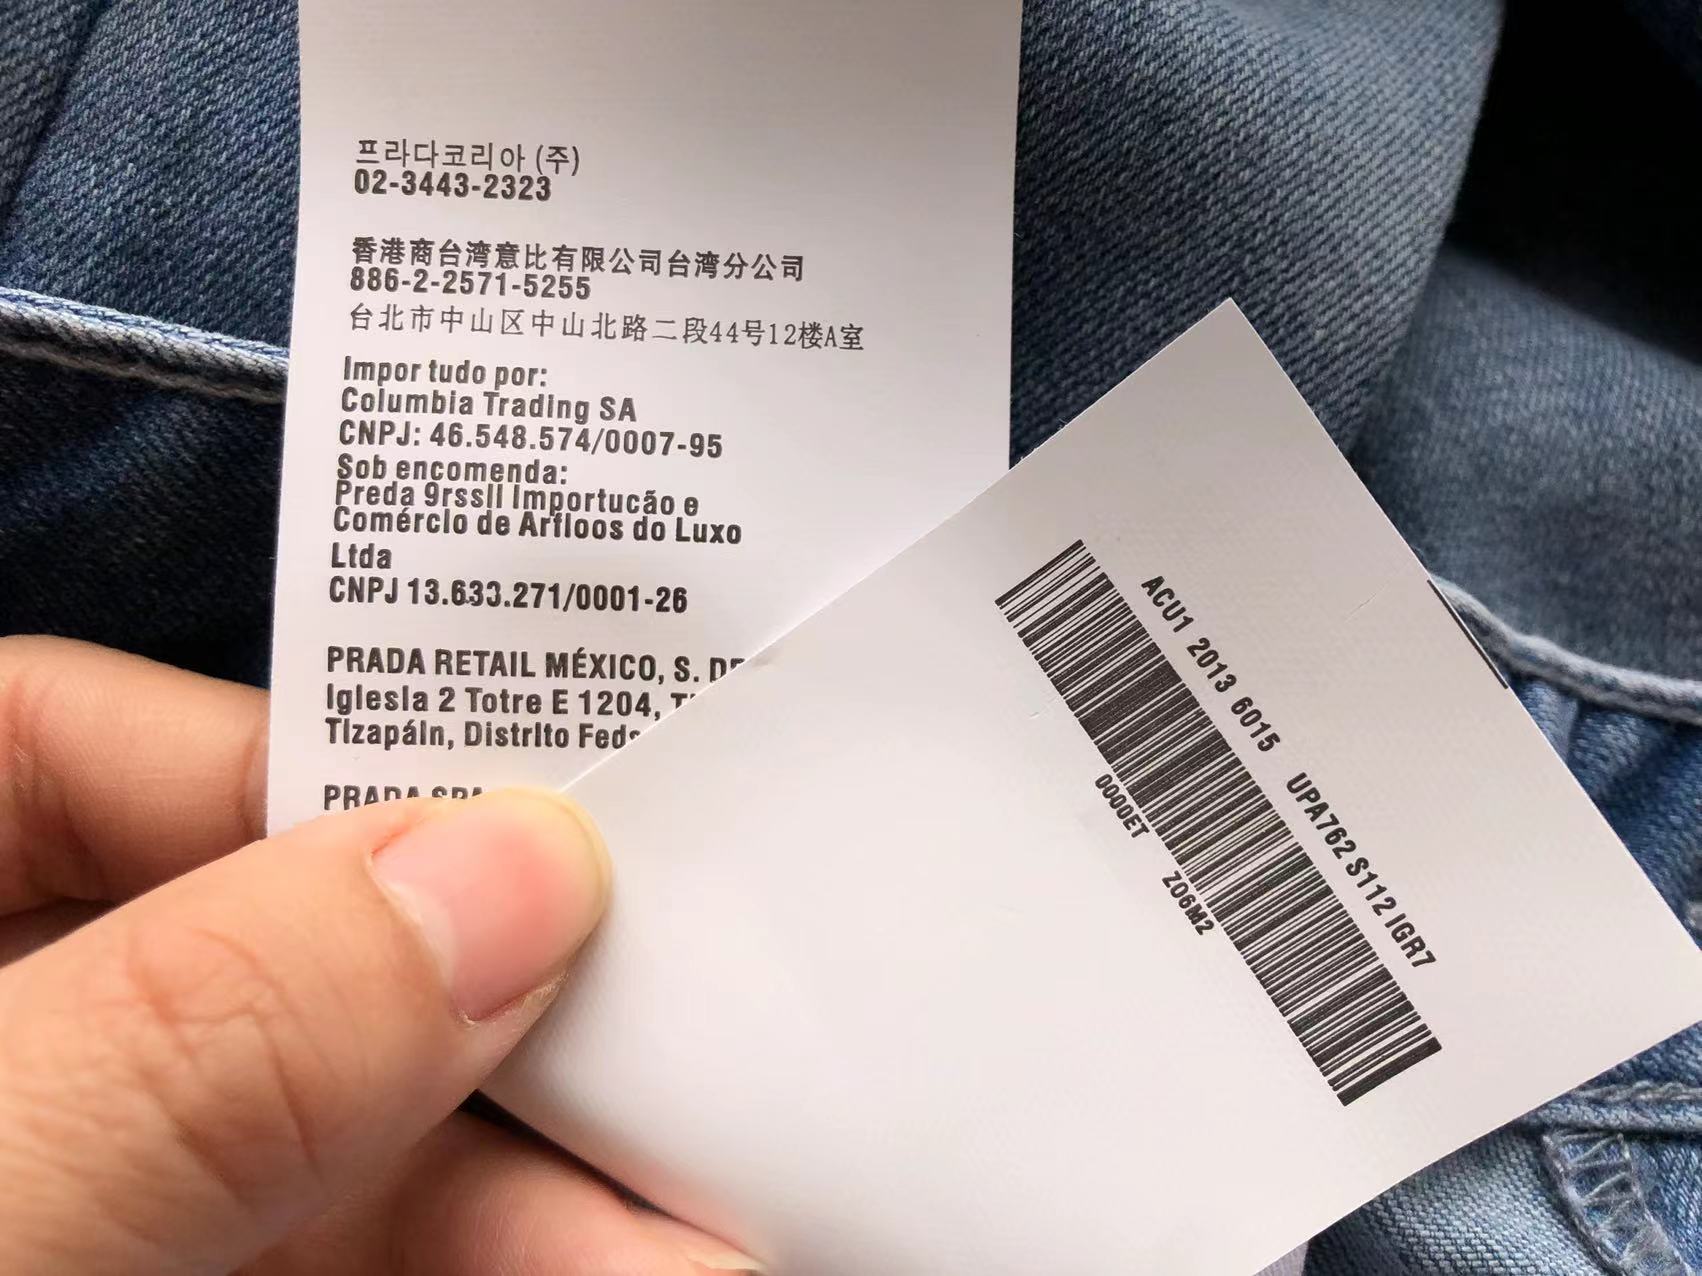 프라다코리아 (주)
02-3443-2323
香港商台湾意比有限公司台湾分公司
886-2-2571-5255
台北市中山区中山北路二段44号12楼A室
Impor tudo por:
Columbia Trading SA
CNPJ: 46.548.574/0007-95
Sob encomenda:
Preda 9rssll Importucão e
Comérclo de Arfloos do Luxo
Ltda
CNPJ 13.633.271/0001-26
PRADA RETAIL MÉXICO, S.
Iglesla 2 Totre E 1204,
Tlzapáln, Distrlto
PRADA
ACU1 2013 6015 UPA762 S112 IGR7
0000ET Z06M2